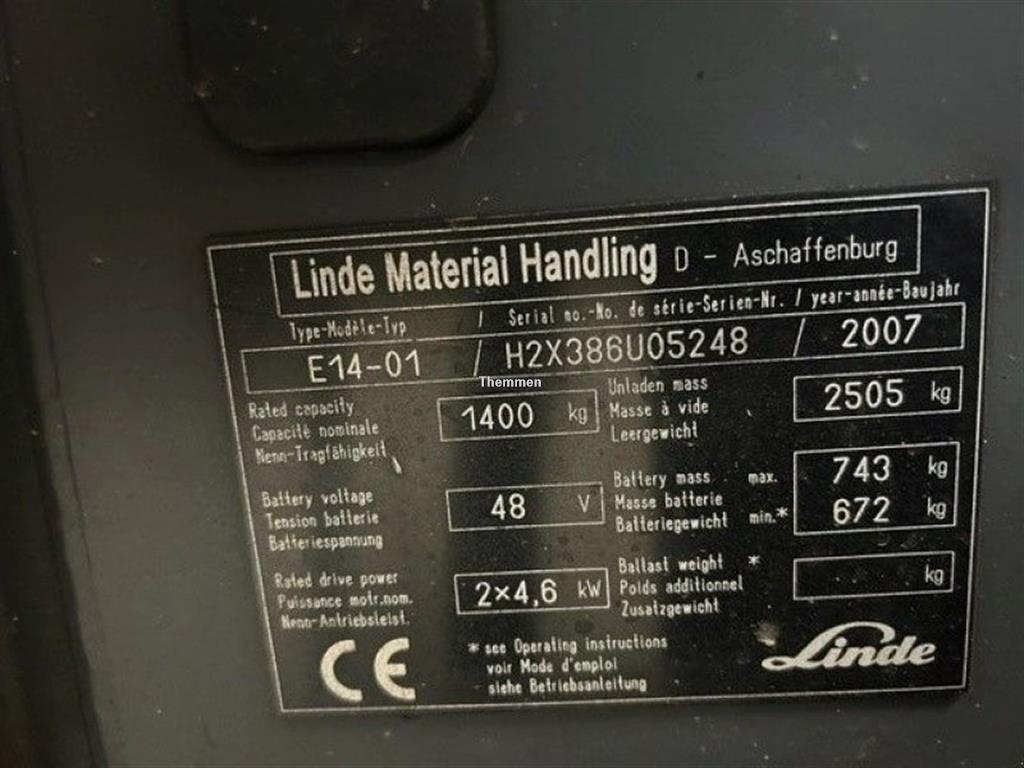 Linde Material Handling D - Aschaffenburg
Type-Modèle-Typ / Serial no.-No. de série-Serien-Nr. / year-année-Baujahr
E14-01 / H2X386U05248 / 2007
Themmen
Rated capacity
Capacité nominale
Nenn-Tragfähigkeit
1400 kg
Unladen mass
Masse à vide
Leergewicht
2505 kg
Battery voltage
Tension batterie
Batteriespannung
48 V
Battery mass max. 743 kg
Masse batterie
Batteriegewicht min.* 672 kg
Rated drive power
Puissance motr.nom.
Nenn-Antriebsleist.
2×4,6 kW
Ballast weight *
Poids additionnel
Zusatzgewicht
kg
CE
* see Operating instructions
voir Mode d'emploi
siehe Betriebsanleitung
Linde